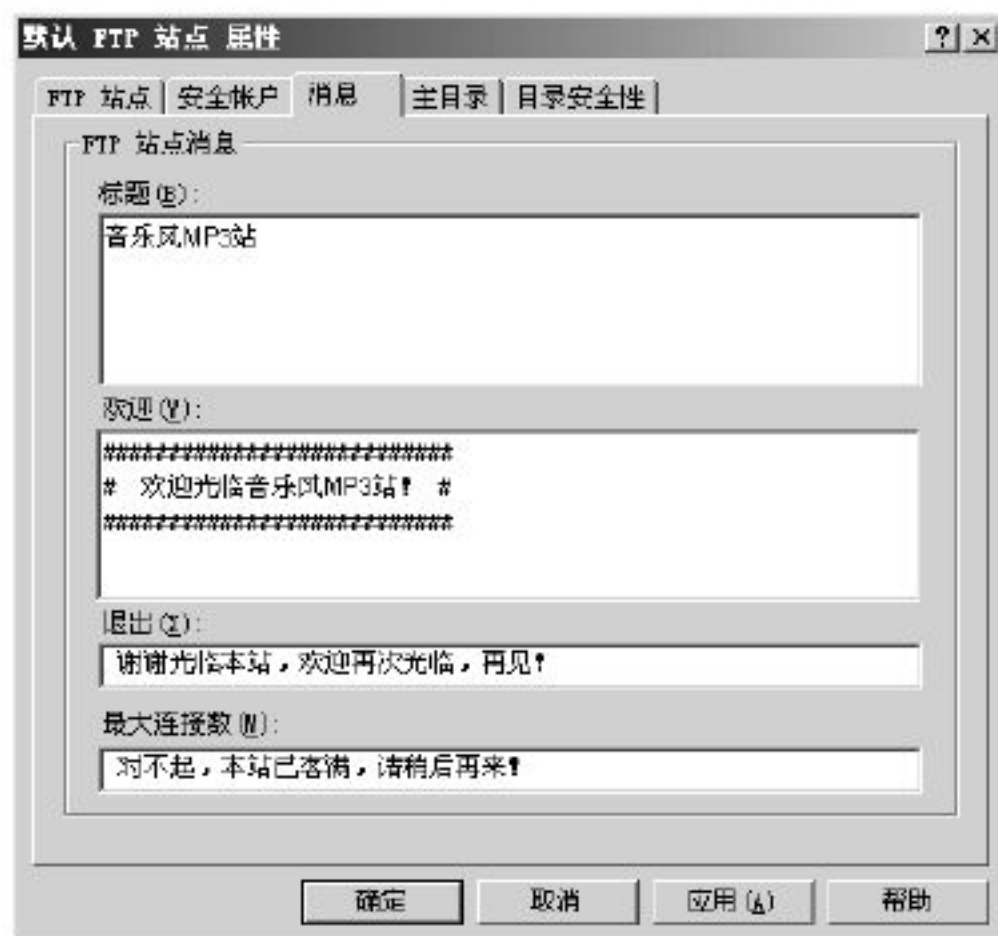 默认 FTP 站点 属性
? ×
FTP 站点 安全帐户 消息 主目录 目录安全性
FTP 站点消息
标题(B):
音乐风MP3站
欢迎(W):
###########################
# 欢迎光临音乐风MP3站! #
###########################
退出(X):
谢谢光临本站,欢迎再次光临,再见!
最大连接数(M):
对不起,本站已客满,请稍后再来!
确定 取消 应用(A) 帮助